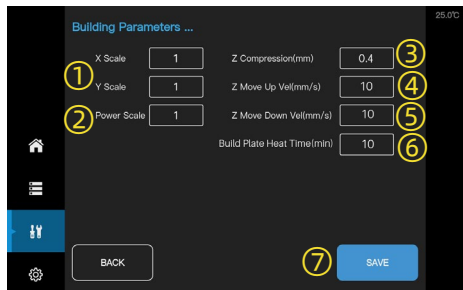 25.0℃
Building Parameters ...
X Scale 1 Z Compression(mm) 0.4 ③
①
Y Scale 1 Z Move Up Vel(mm/s) 10 ④
② Power Scale 1 Z Move Down Vel(mm/s) 10 ⑤
Build Plate Heat Time(min) 10 ⑥
BACK ⑦ SAVE